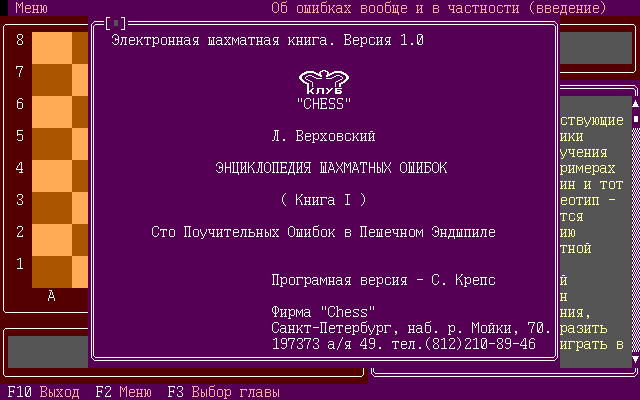 Меню Об ошибках вообще и в частности (введение)
Электронная шахматная книга. Версия 1.0
КЛУБ
"CHESS"
Л. Верховский
ЭНЦИКЛОПЕДИЯ ШАХМАТНЫХ ОШИБОК
( Книга I )
Сто Поучительных Ошибок в Пешечном Эндшпиле
Програмная версия - С. Крепс
Фирма "Chess"
Санкт-Петербург, наб. р. Мойки, 70.
197373 а/я 49. тел.(812)210-89-46
8
7
6
5
4
3
2
1
A
ствующие
ики
учения
римерах
ин и тот
еотип -
тся
ию
тной
й
н
ния,
разить
играть в
F10 Выход F2 Меню F3 Выбор главы